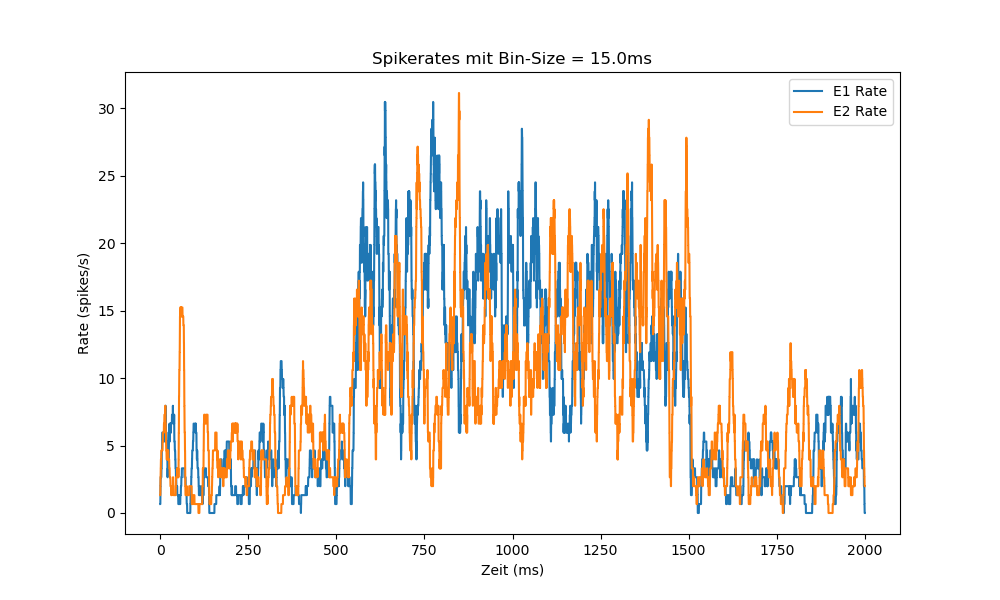 Spikerates mit Bin-Size = 15.0ms
E1 Rate
E2 Rate
30
25
20
15
10
5
0
Rate (spikes/s)
0 250 500 750 1000 1250 1500 1750 2000
Zeit (ms)